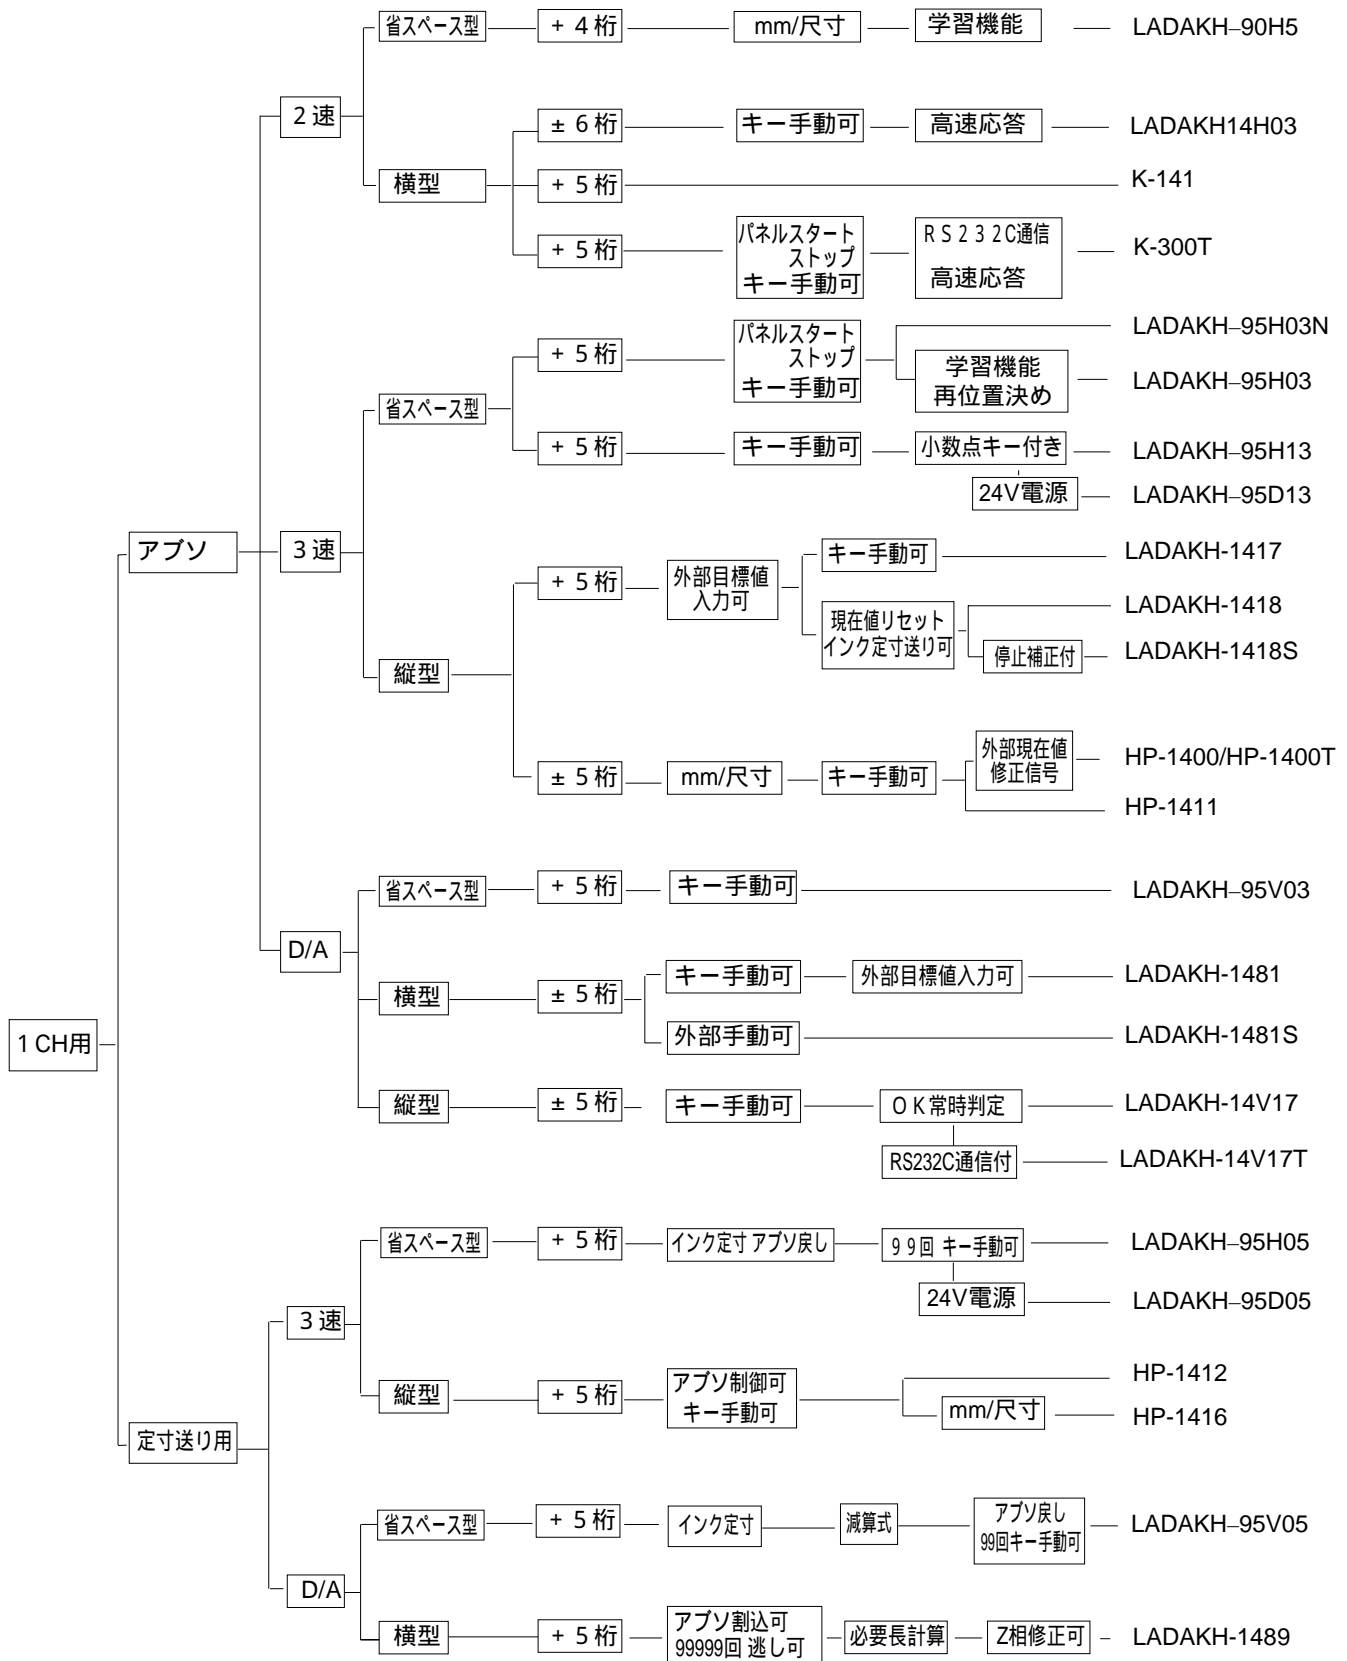 省スペース型 + 4 桁 mm/尺寸 学習機能 LADAKH–90H5
2 速
± 6 桁 キー手動可 高速応答 LADAKH14H03
横型 + 5 桁 K-141
+ 5 桁 パネルスタート ストップ キー手動可 RS232C通信 高速応答 K-300T
LADAKH–95H03N
+ 5 桁 パネルスタート ストップ キー手動可 学習機能 再位置決め LADAKH–95H03
省スペース型
+ 5 桁 キー手動可 小数点キー付き LADAKH–95H13
24V電源 LADAKH–95D13
アブソ 3 速
キー手動可 LADAKH-1417
+ 5 桁 外部目標値 入力可
現在値リセット インク定寸送り可 LADAKH-1418
停止補正付 LADAKH-1418S
縦型
± 5 桁 mm/尺寸 キー手動可 外部現在値 修正信号 HP-1400/HP-1400T
HP-1411
省スペース型 + 5 桁 キー手動可 LADAKH–95V03
D/A
横型 ± 5 桁 キー手動可 外部目標値入力可 LADAKH-1481
外部手動可 LADAKH-1481S
1 CH用
縦型 ± 5 桁 キー手動可 OK常時判定 LADAKH-14V17
RS232C通信付 LADAKH-14V17T
省スペース型 + 5 桁 インク定寸 アブソ戻し 99回 キー手動可 LADAKH–95H05
24V電源 LADAKH–95D05
3 速
縦型 + 5 桁 アブソ制御可 キー手動可 HP-1412
mm/尺寸 HP-1416
定寸送り用
省スペース型 + 5 桁 インク定寸 減算式 アブソ戻し 99回キー手動可 LADAKH–95V05
D/A
横型 + 5 桁 アブソ割込可 99999回 逃し可 必要長計算 Z相修正可 LADAKH-1489